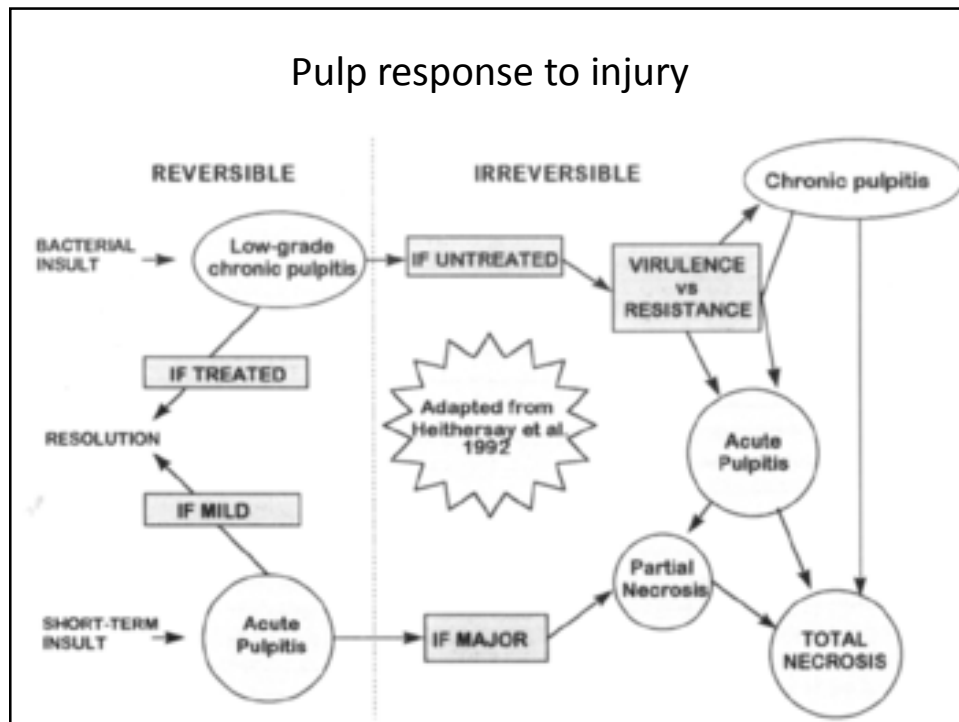 Pulp response to injury
REVERSIBLE
IRREVERSIBLE
Chronic pulpitis
BACTERIAL
INSULT
Low-grade
chronic pulpitis
IF UNTREATED
VIRULENCE
vs
RESISTANCE
IF TREATED
Adapted from
Heithersay et al.
1992
RESOLUTION
Acute
Pulpitis
IF MILD
Partial
Necrosis
SHORT-TERM
INSULT
Acute
Pulpitis
IF MAJOR
TOTAL
NECROSIS